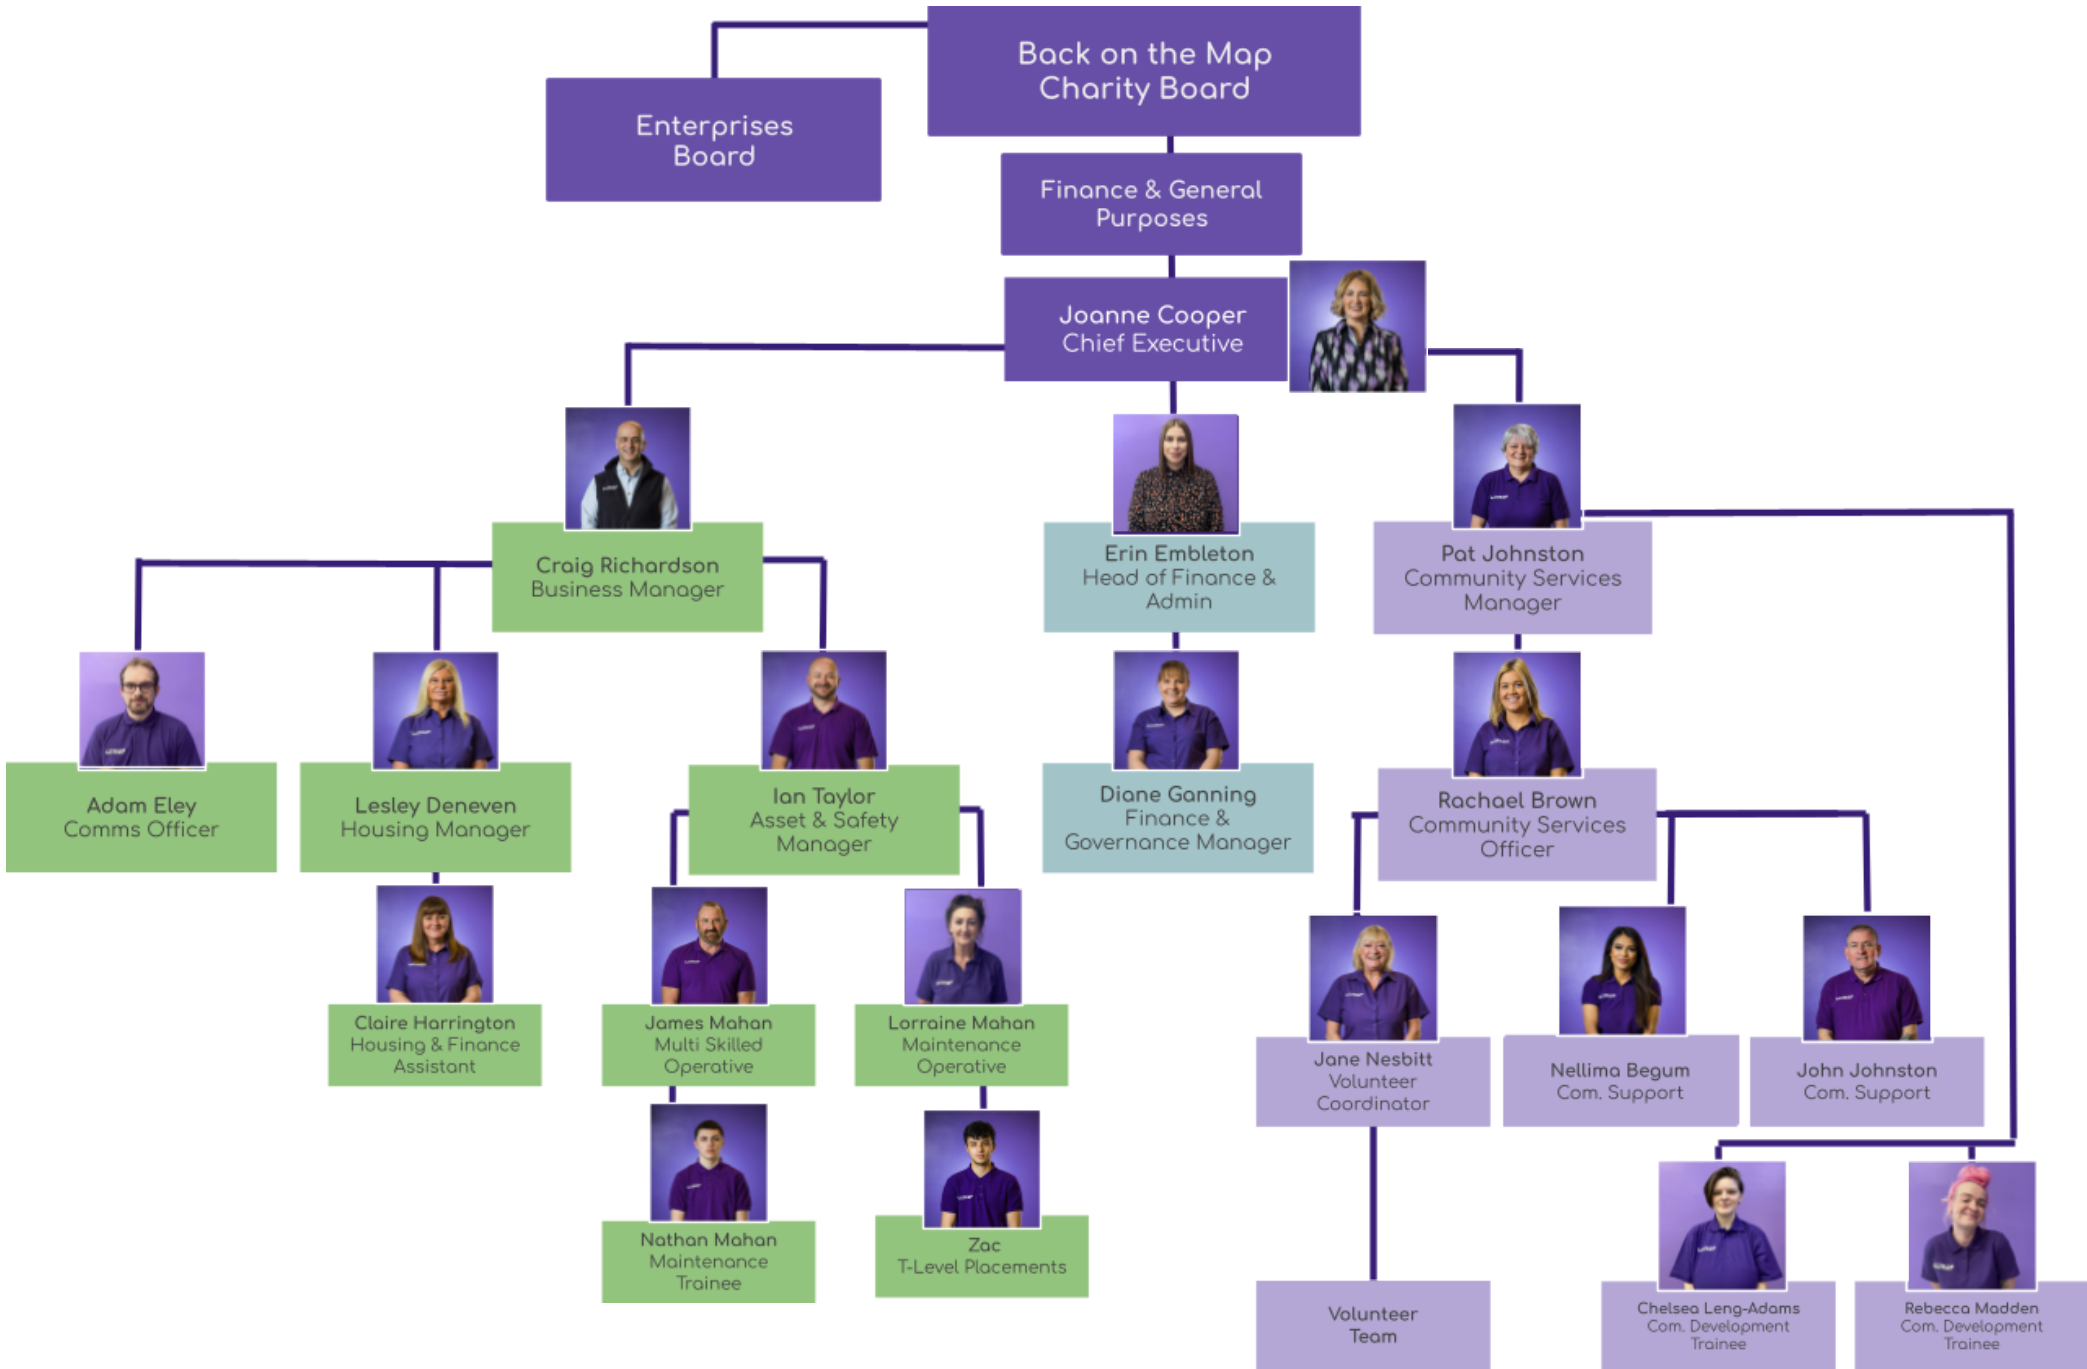 Back on the Map
Charity Board
Enterprises
Board
Finance & General
Purposes
Joanne Cooper
Chief Executive
Craig Richardson
Business Manager
Erin Embleton
Head of Finance &
Admin
Pat Johnston
Community Services
Manager
Adam Eley
Comms Officer
Lesley Deneven
Housing Manager
Ian Taylor
Asset & Safety
Manager
Diane Ganning
Finance &
Governance Manager
Rachael Brown
Community Services
Officer
Claire Harrington
Housing & Finance
Assistant
James Mahan
Multi Skilled
Operative
Lorraine Mahan
Maintenance
Operative
Jane Nesbitt
Volunteer
Coordinator
Nellima Begum
Com. Support
John Johnston
Com. Support
Nathan Mahan
Maintenance
Trainee
Zac
T-Level Placements
Volunteer
Team
Chelsea Leng-Adams
Com. Development
Trainee
Rebecca Madden
Com. Development
Trainee